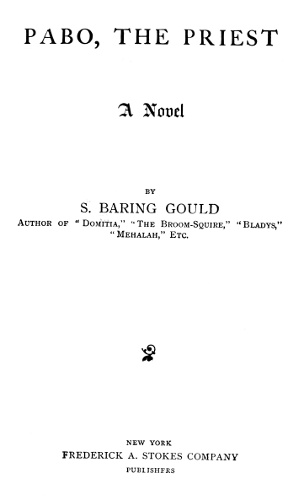 PABO, THE PRIEST
A Novel
BY
S. BARING GOULD
AUTHOR OF "DOMITIA," "THE BROOM-SQUIRE," "BLADYS,"
"MEHALAH," ETC.
NEW YORK
FREDERICK A. STOKES COMPANY
PUBLISHERS